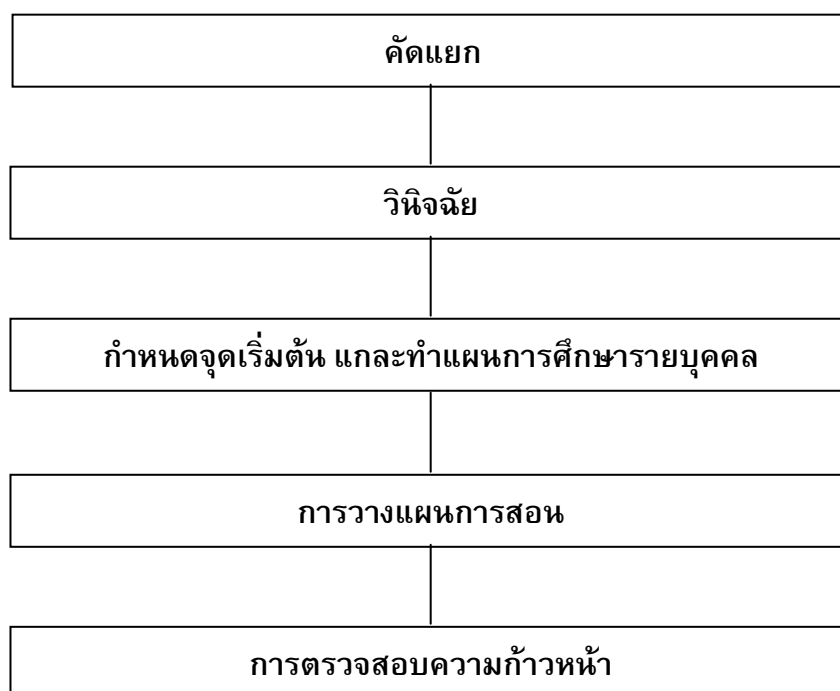 คัดแยก
วินิจฉัย
กำหนดจุดเริ่มต้น แกละทำแผนการศึกษารายบุคคล
การวางแผนการสอน
การตรวจสอบความก้าวหน้า